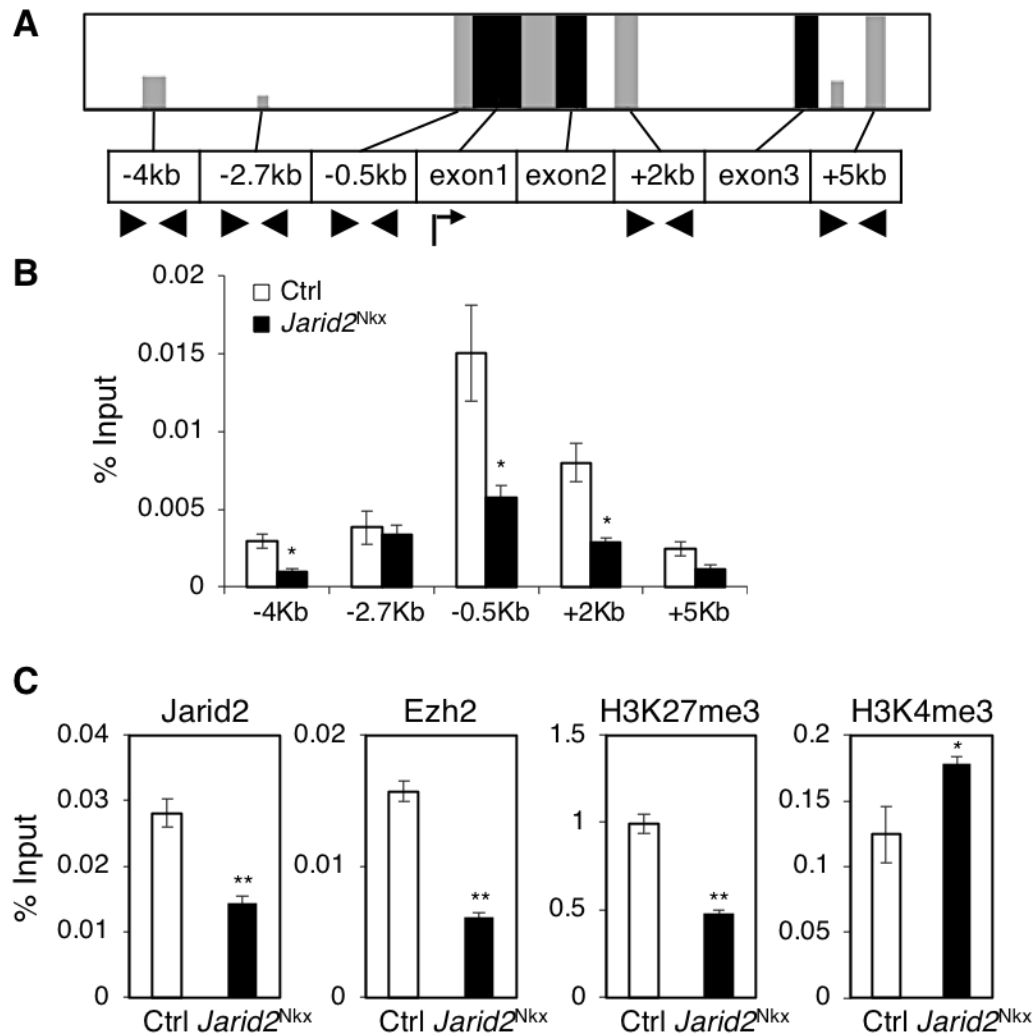 A
-4kb -2.7kb -0.5kb exon1 exon2 +2kb exon3 +5kb
B
0.02
0.015
0.01
0.005
0
% Input
Ctrl
Jarid2Nkx
*
*
*
-4Kb -2.7Kb -0.5Kb +2Kb +5Kb
C
Jarid2
% Input
0.04
0.03
0.02
0.01
0
**
Ctrl Jarid2Nkx
Ezh2
0.02
0.01
0
**
Ctrl Jarid2Nkx
H3K27me3
1.5
1
0.5
0
**
Ctrl Jarid2Nkx
H3K4me3
0.2
0.15
0.1
0.05
0
*
Ctrl Jarid2Nkx